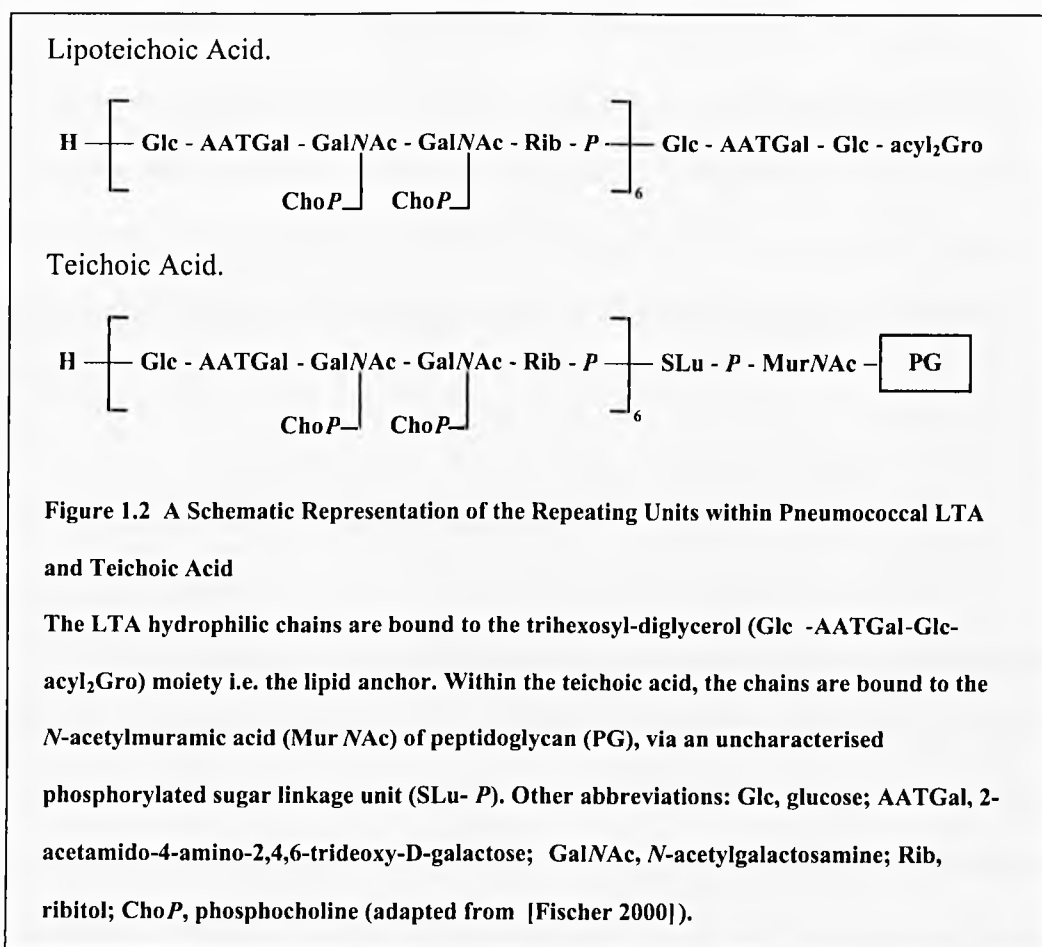 Lipoteichoic Acid.
H Glc - AATGal - GalNAc - GalNAc - Rib - P Glc - AATGal - Glc - acyl₂Gro
ChoP ChoP 6
Teichoic Acid.
H Glc - AATGal - GalNAc - GalNAc - Rib - P SLu - P - MurNAc - PG
ChoP ChoP 6
Figure 1.2 A Schematic Representation of the Repeating Units within Pneumococcal LTA
and Teichoic Acid
The LTA hydrophilic chains are bound to the trihexosyl-diglycerol (Glc -AATGal-Glc-
acyl₂Gro) moiety i.e. the lipid anchor. Within the teichoic acid, the chains are bound to the
N-acetylmuramic acid (Mur NAc) of peptidoglycan (PG), via an uncharacterised
phosphorylated sugar linkage unit (SLu- P). Other abbreviations: Glc, glucose; AATGal, 2-
acetamido-4-amino-2,4,6-trideoxy-D-galactose; GalNAc, N-acetylgalactosamine; Rib,
ribitol; ChoP, phosphocholine (adapted from [Fischer 2000]).